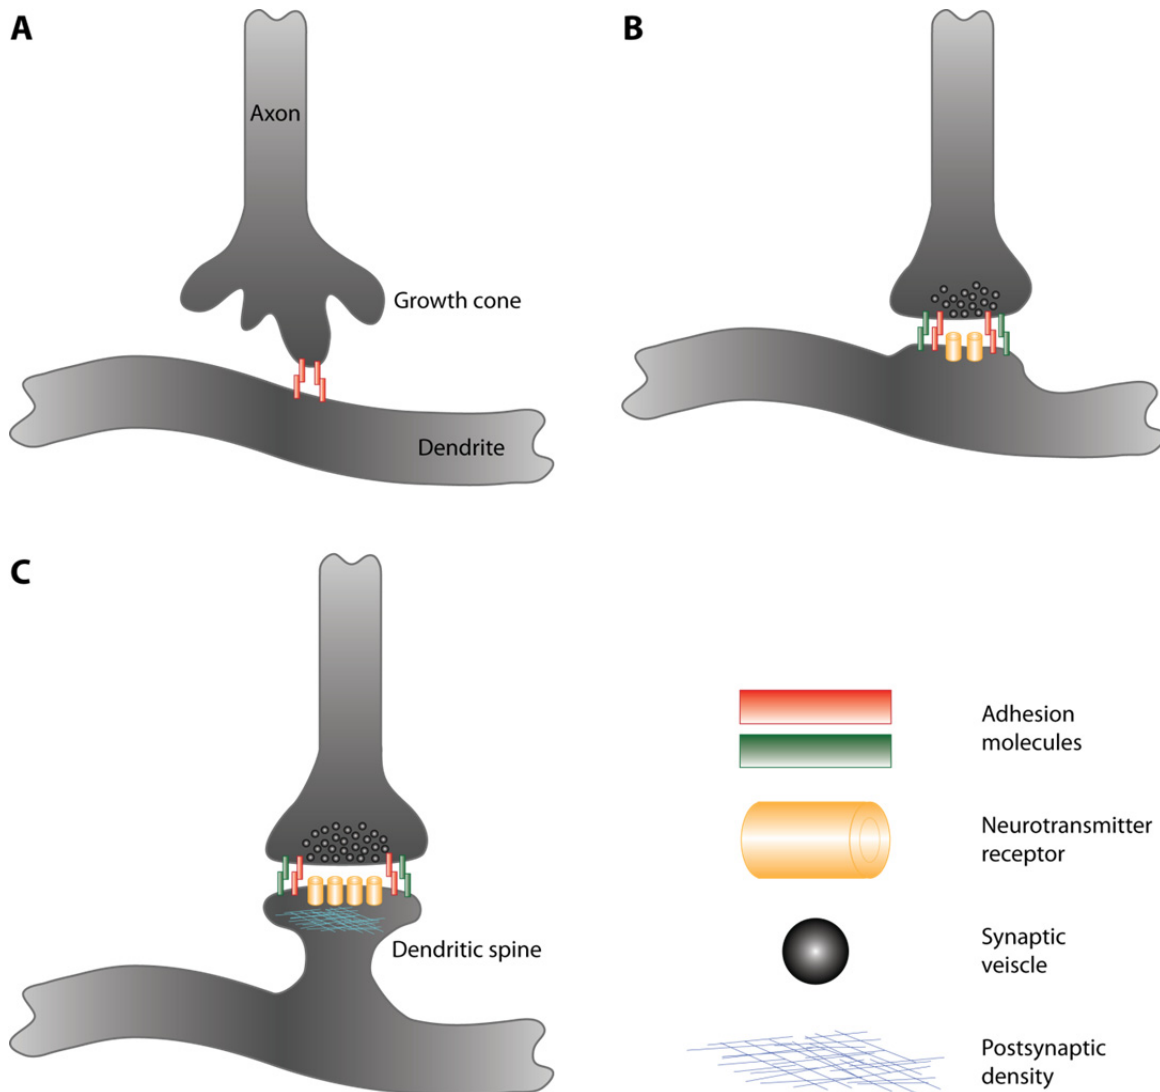 A
B
Axon
Growth cone
Dendrite
C
Dendritic spine
Adhesion
molecules
Neurotransmitter
receptor
Synaptic
veiscle
Postsynaptic
density